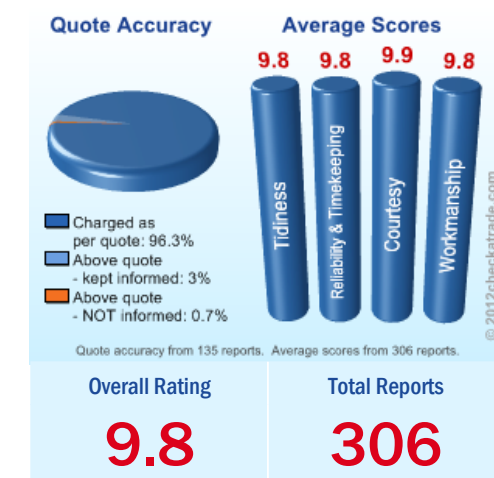 Quote Accuracy
Average Scores
9.8 9.8 9.9 9.8
Tidiness
Reliability & Timekeeping
Courtesy
Workmanship
Charged as
per quote: 96.3%
Above quote
- kept informed: 3%
Above quote
- NOT informed: 0.7%
© 2012checkatrade.com
Quote accuracy from 135 reports. Average scores from 306 reports.
Overall Rating
9.8
Total Reports
306